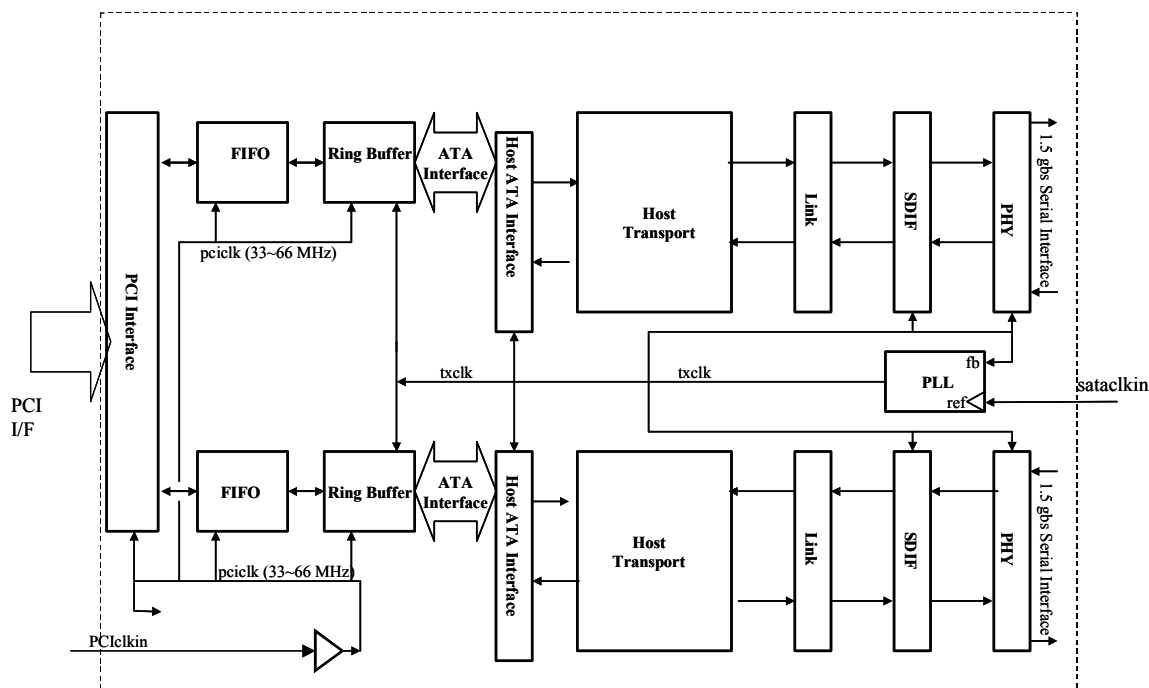 FIFO
Ring Buffer
ATA
Interface
Host ATA Interface
Host
Transport
Link
SDIF
PHY
1.5 gbs Serial Interface
pciclk (33~66 MHz)
PCI Interface
PCI
I/F
txclk
txclk
PLL
fb
ref
sataclkin
FIFO
Ring Buffer
ATA
Interface
Host ATA Interface
Host
Transport
Link
SDIF
PHY
1.5 gbs Serial Interface
pciclk (33~66 MHz)
PCIclkin